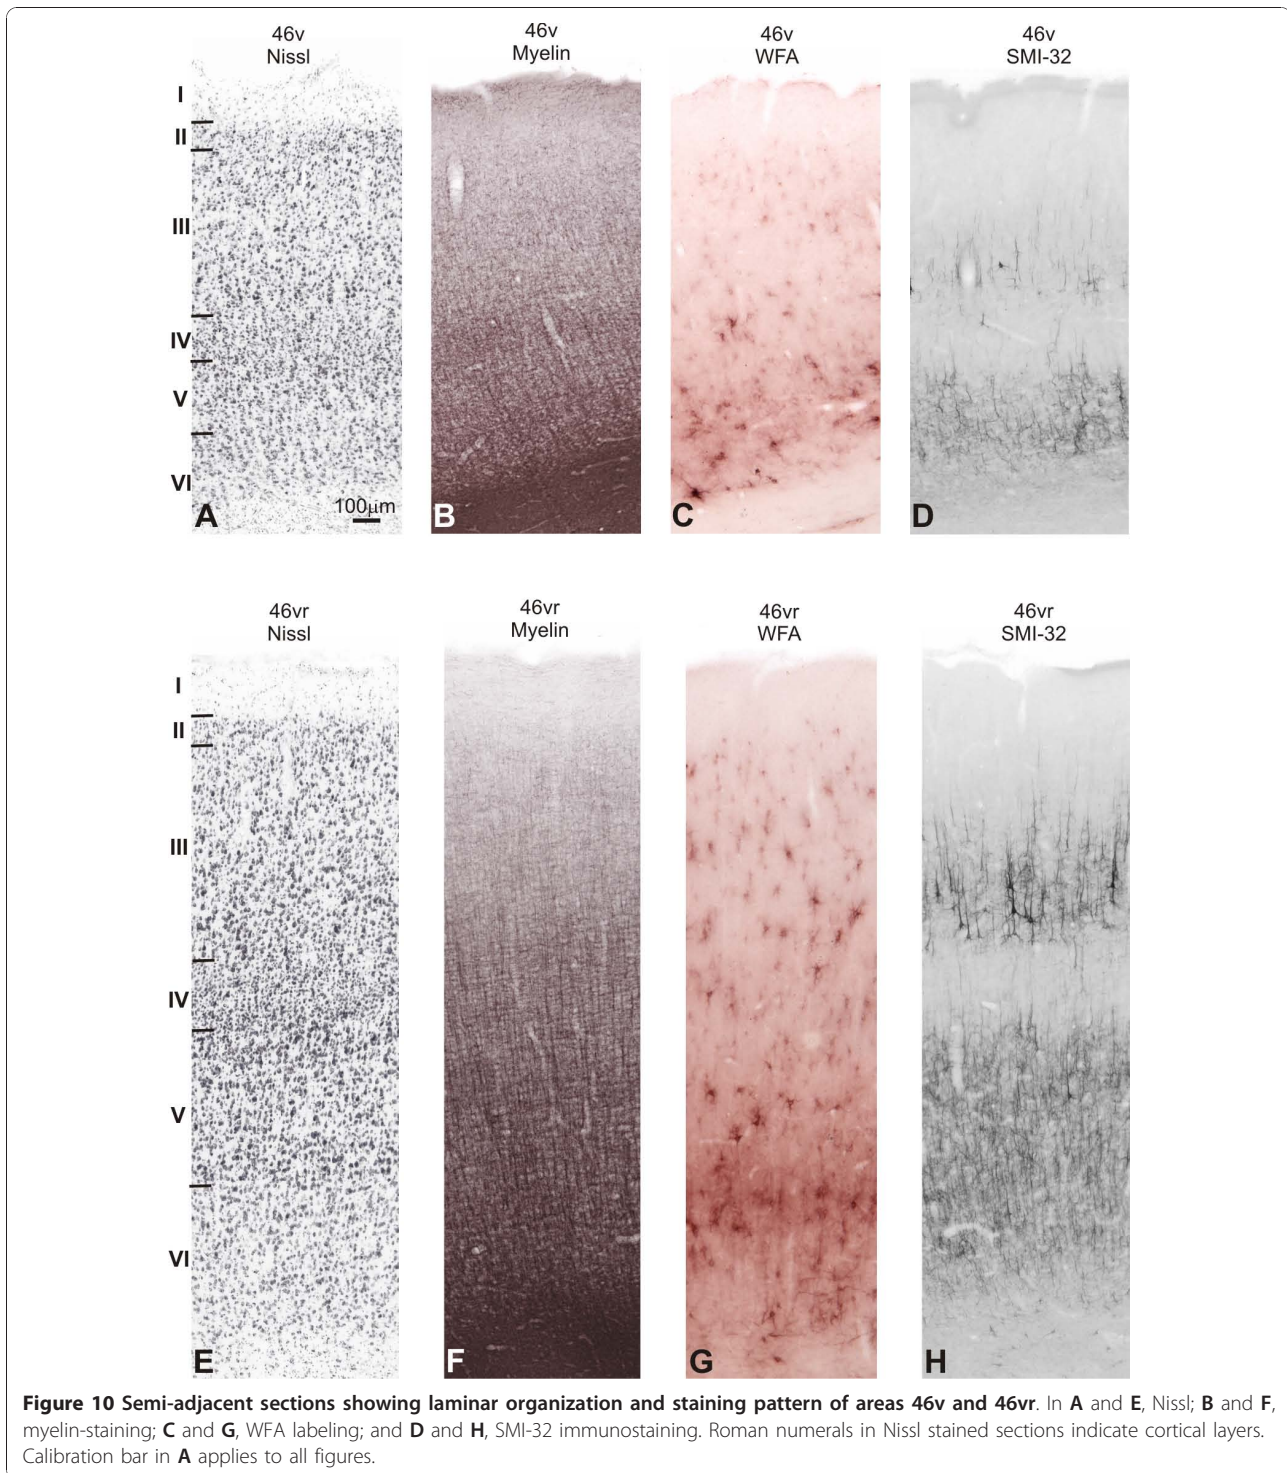 46v
Nissl
46v
Myelin
46v
WFA
46v
SMI-32
I
II
III
IV
V
VI
100μm
A
B
C
D
46vr
Nissl
46vr
Myelin
46vr
WFA
46vr
SMI-32
I
II
III
IV
V
VI
E
F
G
H
Figure 10 Semi-adjacent sections showing laminar organization and staining pattern of areas 46v and 46vr. In A and E, Nissl; B and F,
myelin-staining; C and G, WFA labeling; and D and H, SMI-32 immunostaining. Roman numerals in Nissl stained sections indicate cortical layers.
Calibration bar in A applies to all figures.